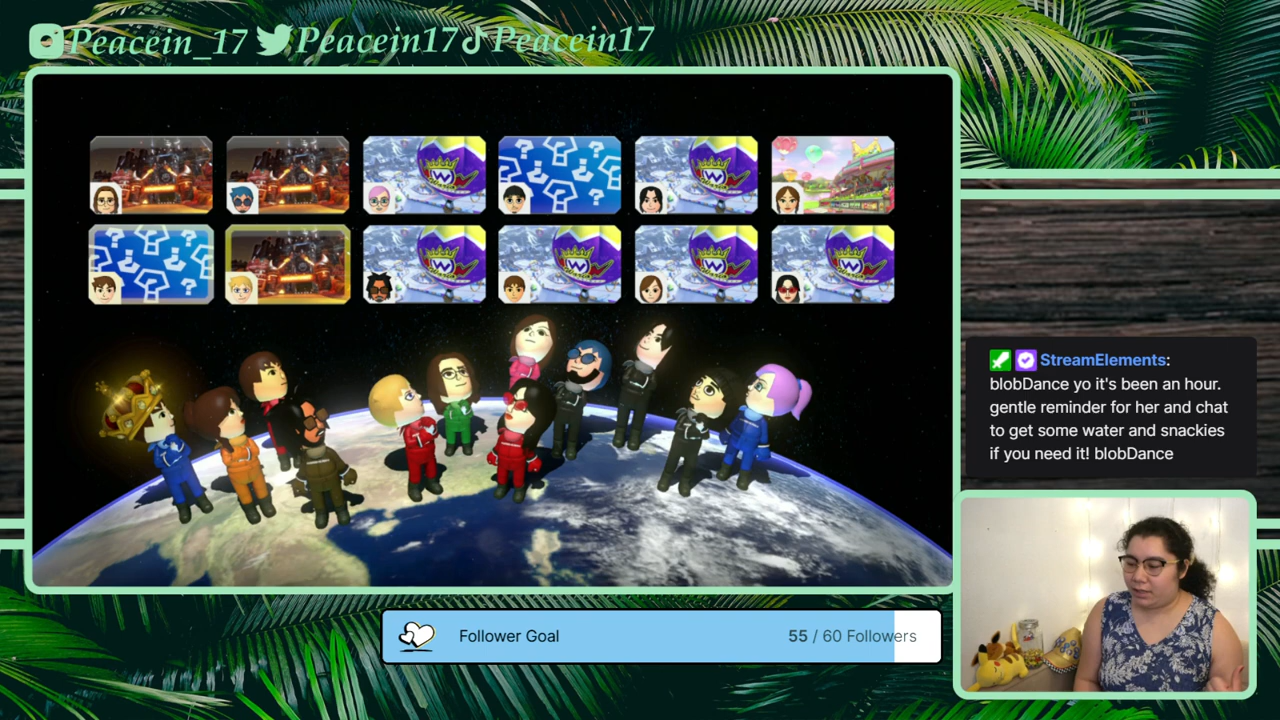 Peacein_17 Peacein17 Peacein17
StreamElements:
blobDance yo it's been an hour.
gentle reminder for her and chat
to get some water and snackies
if you need it! blobDance
Follower Goal 55 / 60 Followers